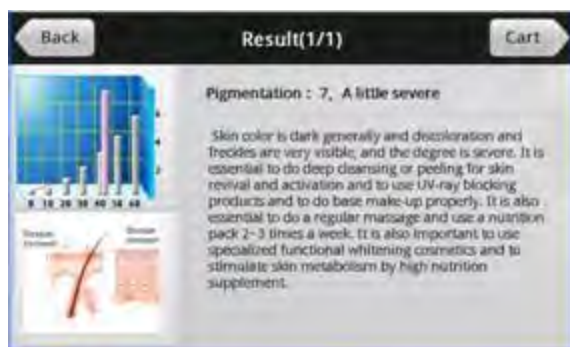 Back
Result(1/1)
Cart
Pigmentation : 7, A little severe
Skin color is dark generally and discoloration and
freckles are very visible, and the degree is severe. It is
essential to do deep cleansing or peeling for skin
revival and activation and to use UV-ray blocking
products and to do base make-up properly. It is also
essential to do a regular massage and use a nutrition
pack 2~3 times a week. It is also important to use
specialized functional whitening cosmetics and to
stimulate skin metabolism by high nutrition
supplement.
0 10 20 30 40 50 60